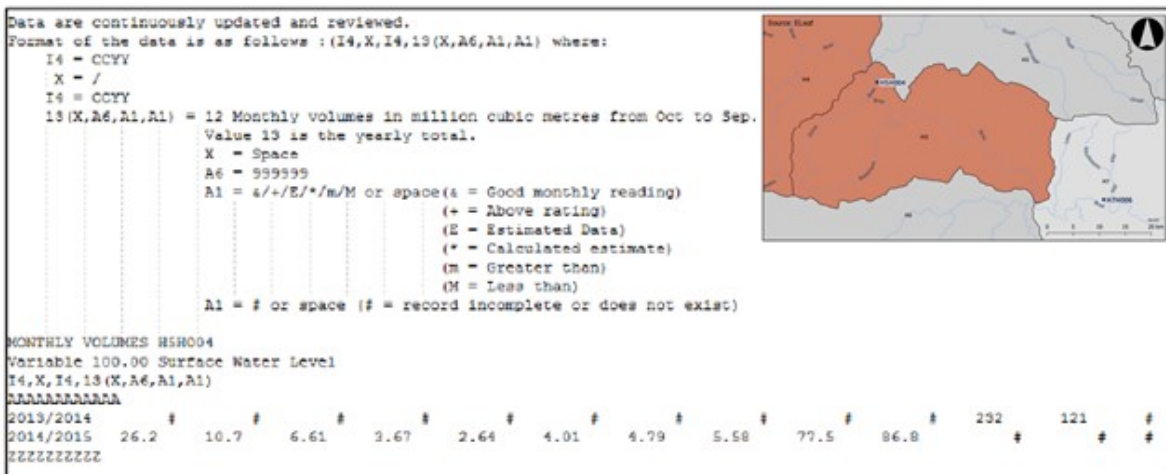 Data are continuously updated and reviewed.
Format of the data is as follows :(I4,X,I4,13(X,A6,A1,A1) where:
I4 = CCYY
X = /
I4 = CCYY
13(X,A6,A1,A1) = 12 Monthly volumes in million cubic metres from Oct to Sep.
Value 13 is the yearly total.
X = Space
A6 = 999999
A1 = &/+/E/*/m/M or space(& = Good monthly reading)
(+ = Above rating)
(E = Estimated Data)
(* = Calculated estimate)
(m = Greater than)
(M = Less than)
A1 = # or space (# = record incomplete or does not exist)
MONTHLY VOLUMES H5H004
Variable 100.00 Surface Water Level
I4,X,I4,13(X,A6,A1,A1)
AAAAAAAAAAAA
2013/2014 # # # # # # # # # # 232 121 #
2014/2015 26.2 10.7 6.61 3.67 2.64 4.01 4.79 5.58 77.5 86.8 # # #
ZZZZZZZZZZ
Source: ELeaf
H5H004